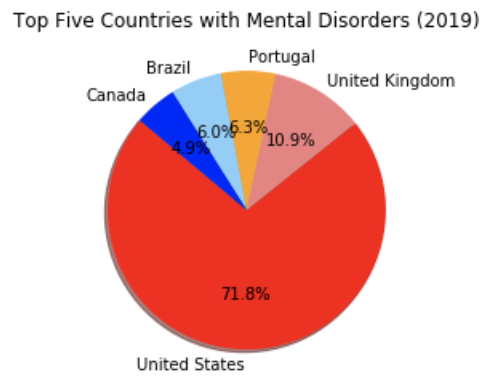 Top Five Countries with Mental Disorders (2019)
Portugal
Brazil
United Kingdom
Canada
6.3%
6.0%
10.9%
4.9%
71.8%
United States